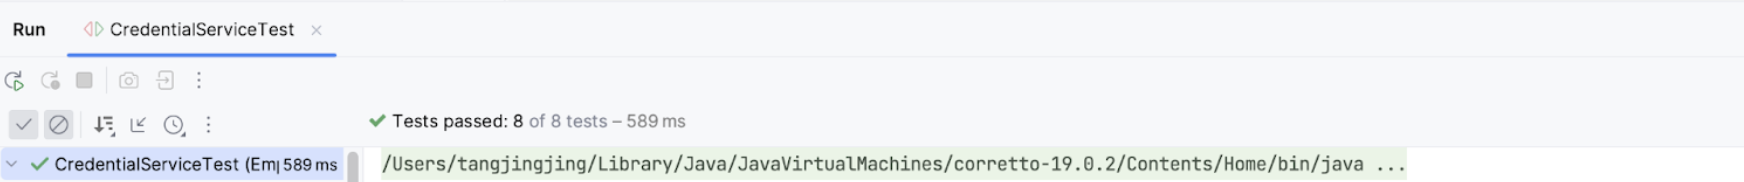 Run CredentialServiceTest
Tests passed: 8 of 8 tests – 589 ms
CredentialServiceTest (Em 589 ms
/Users/tangjingjing/Library/Java/JavaVirtualMachines/corretto-19.0.2/Contents/Home/bin/java ...